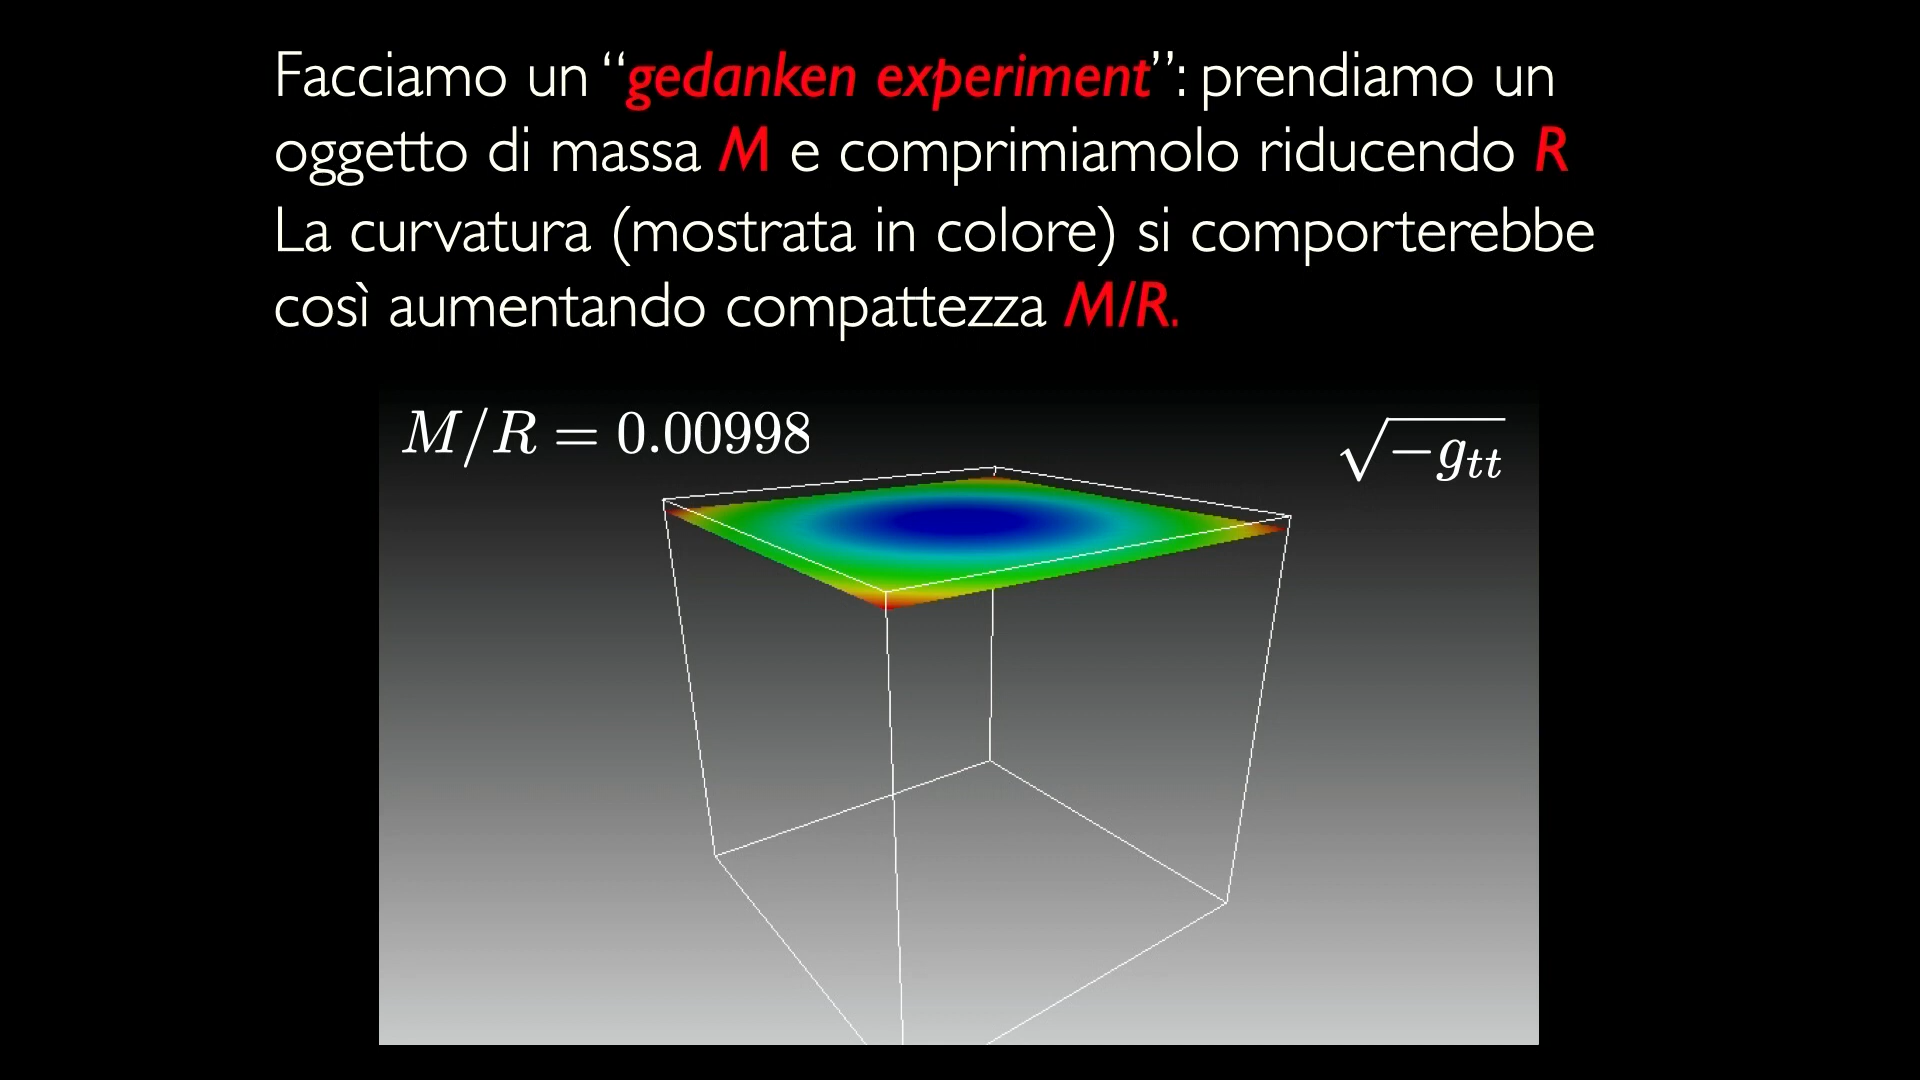 Facciamo un “gedanken experiment”: prendiamo un
oggetto di massa M e comprimiamolo riducendo R
La curvatura (mostrata in colore) si comporterebbe
così aumentando compattezza M/R.
M/R = 0.00998
√−gtt